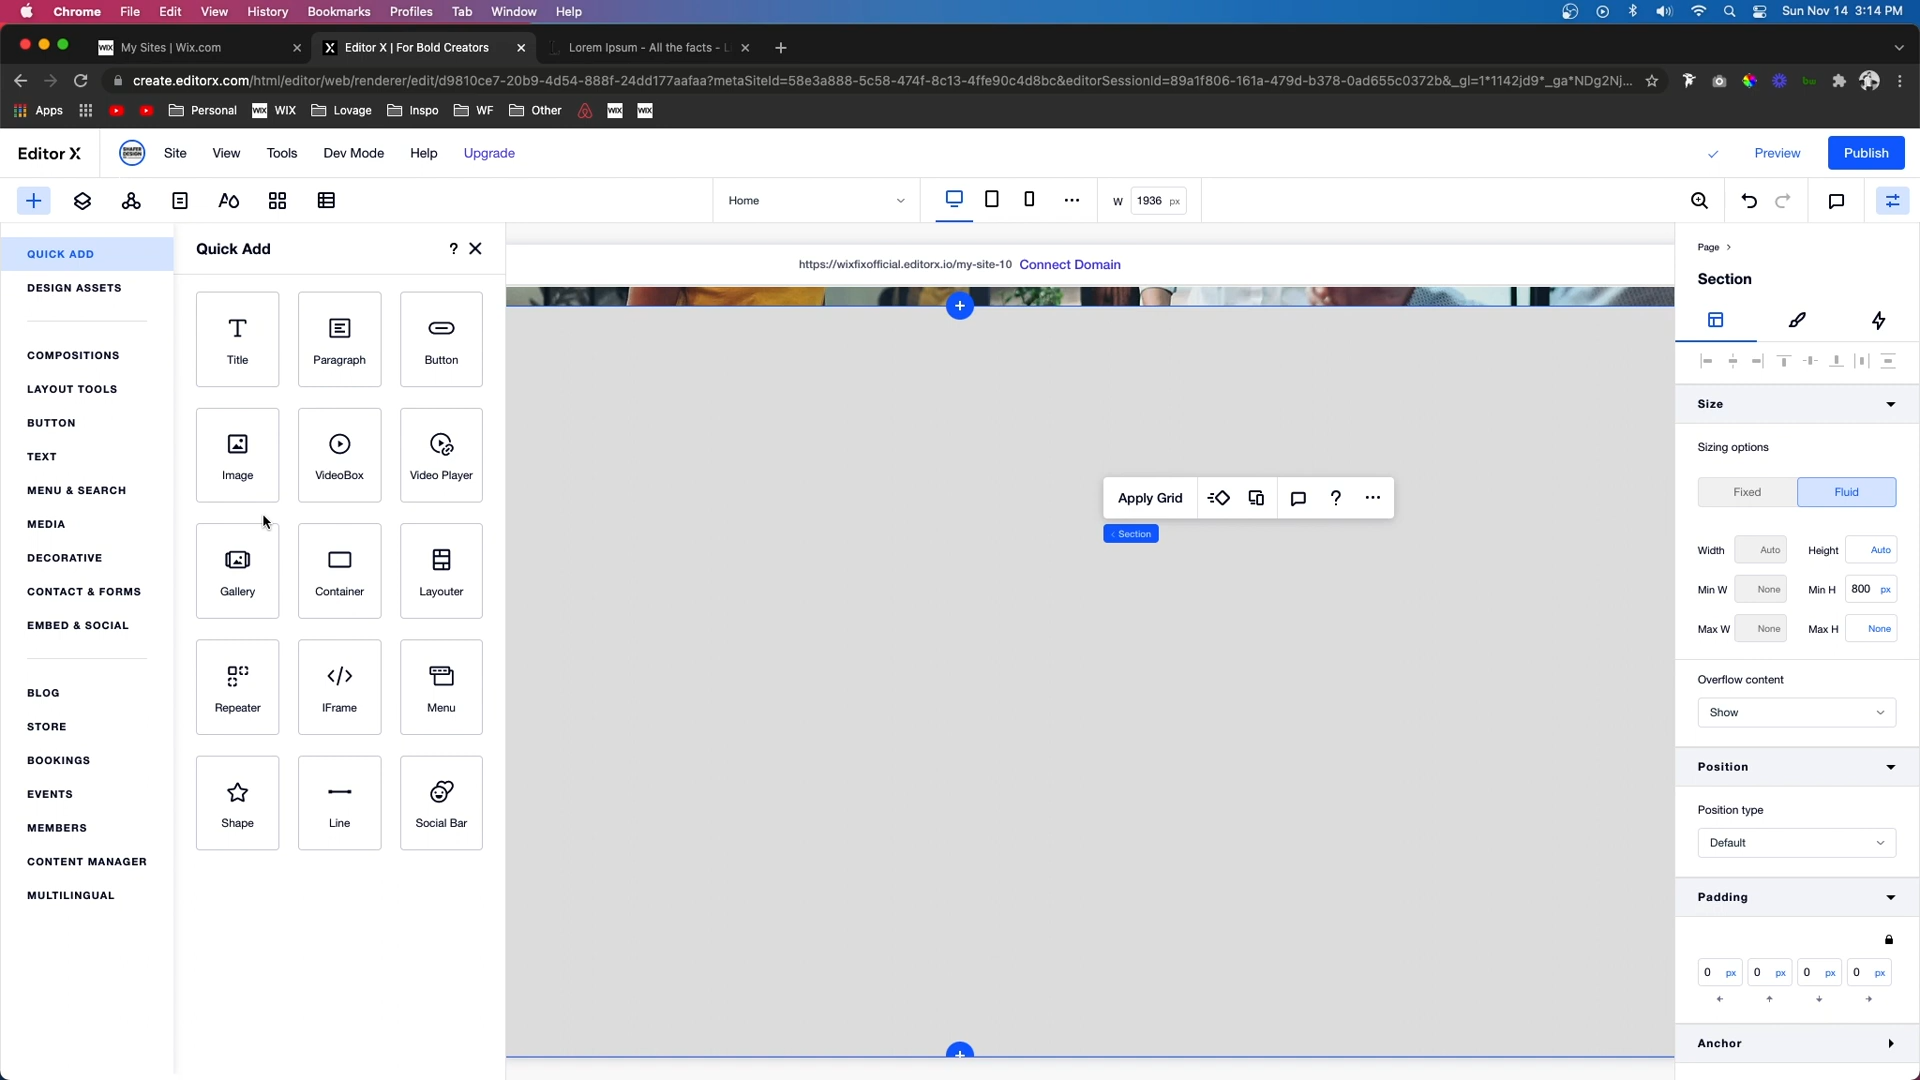 Chrome File Edit View History Bookmarks Profiles Tab Window Help Sun Nov 14 3:14 PM
WIX My Sites | Wix.com X Editor X | For Bold Creators Lorem Ipsum - All the facts - L
create.editorx.com/html/editor/web/renderer/edit/d9810ce7-20b9-4d54-888f-24dd177aafaa?metaSiteId=58e3a888-5c58-474f-8c13-4ffe90c4d8bc&editorSessionId=89a1f806-161a-479d-b378-0ad655c0372b&_gl=1*1142jd9*_ga*NDg2Nj...
Apps Personal WIX WIX Lovage Inspo WF Other WIX WIX
Editor X SHAFER DESIGN Site View Tools Dev Mode Help Upgrade Preview Publish
Home W 1936 px
QUICK ADD
DESIGN ASSETS
COMPOSITIONS
LAYOUT TOOLS
BUTTON
TEXT
MENU & SEARCH
MEDIA
DECORATIVE
CONTACT & FORMS
EMBED & SOCIAL
BLOG
STORE
BOOKINGS
EVENTS
MEMBERS
CONTENT MANAGER
MULTILINGUAL
Quick Add ?
Title Paragraph Button
Image VideoBox Video Player
Gallery Container Layouter
Repeater IFrame Menu
Shape Line Social Bar
https://wixfixofficial.editorx.io/my-site-10 Connect Domain
Apply Grid ?
< Section
Page >
Section
Size
Sizing options
Fixed Fluid
Width Auto Height Auto
Min W None Min H 800 px
Max W None Max H None
Overflow content
Show
Position
Position type
Default
Padding
0 px 0 px 0 px 0 px
Anchor